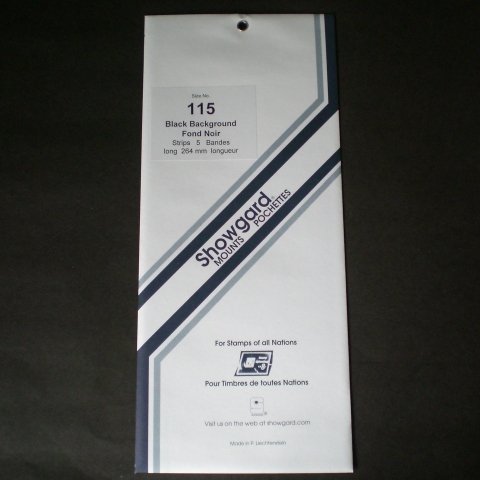 Size No.
115
Black Background
Fond Noir
Strips 5 Bandes
long 264 mm longueur
Showgard®
MOUNTS POCHETTES
For Stamps of all Nations
Pour Timbres de toutes Nations
Visit us on the web at showgard.com
Made in P. Liechtenstein